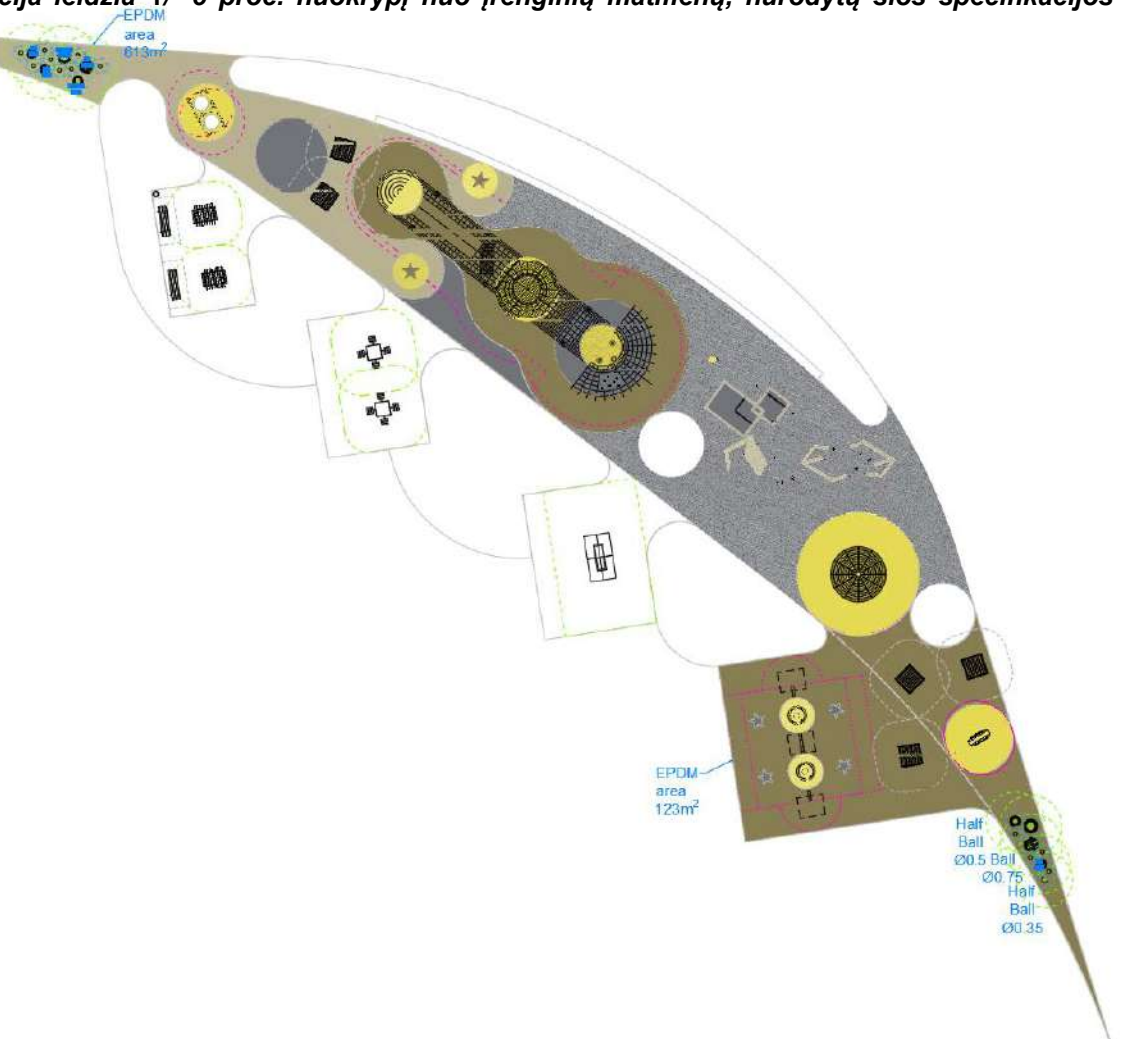 leidžia +/- 5 proc. nuokrypį nuo įrenginių matmenų, nurodytų šios specifikacijos
EPDM
area
613m²
EPDM
area
123m²
Half
Ball
Ø0.5 Ball
Ø0.75
Half
Ball
Ø0.35